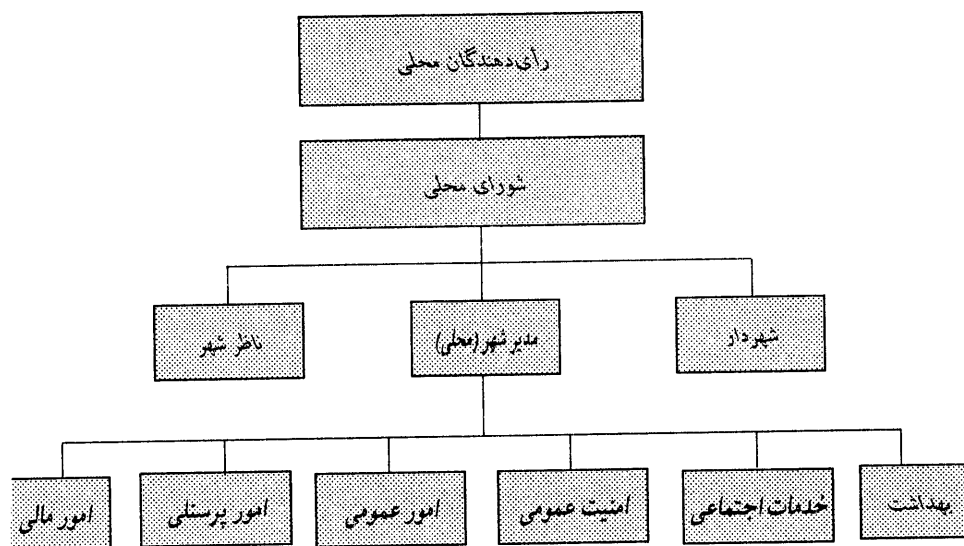 رأی‌دهندگان محلی
شورای محلی
شهردار
مدیر شهر (محلی)
ناظر شهر
بهداشت
خدمات اجتماعی
امنیت عمومی
امور عمومی
امور پرسنلی
امور مالی